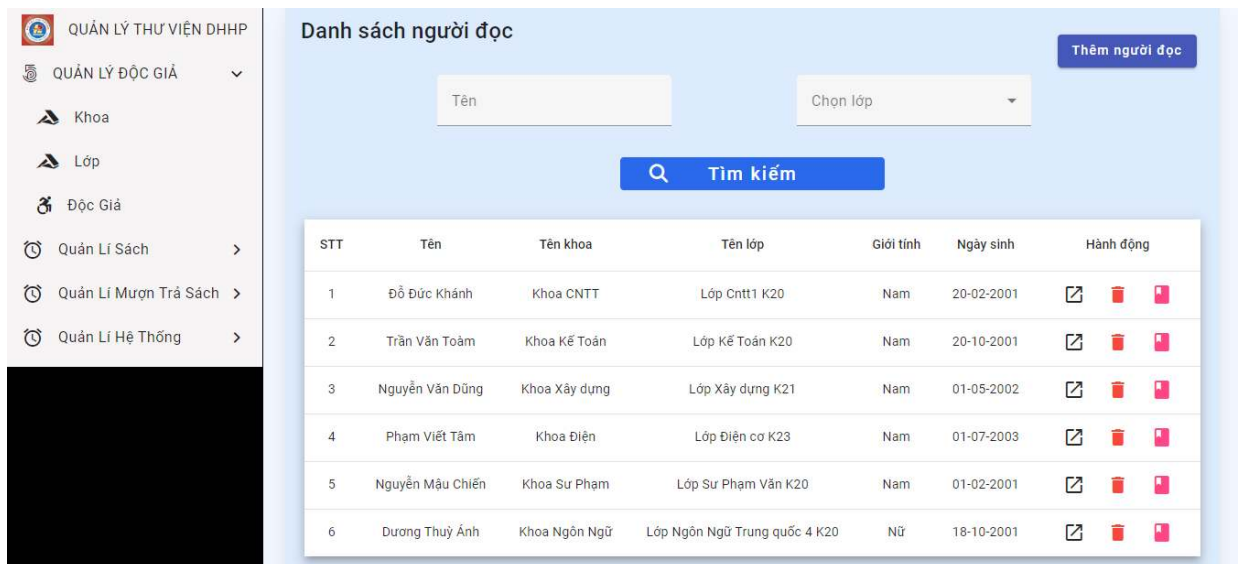 QUẢN LÝ THƯ VIỆN DHHP
QUẢN LÝ ĐỘC GIẢ
Khoa
Lớp
Độc Giả
Quản Lí Sách
Quản Lí Mượn Trả Sách
Quản Lí Hệ Thống
Danh sách người đọc
Thêm người đọc
Tên
Chọn lớp
Tìm kiếm
STT Tên Tên khoa Tên lớp Giới tính Ngày sinh Hành động
1 Đỗ Đức Khánh Khoa CNTT Lớp Cntt1 K20 Nam 20-02-2001
2 Trần Văn Toàm Khoa Kế Toán Lớp Kế Toán K20 Nam 20-10-2001
3 Nguyễn Văn Dũng Khoa Xây dựng Lớp Xây dựng K21 Nam 01-05-2002
4 Phạm Viết Tâm Khoa Điện Lớp Điện cơ K23 Nam 01-07-2003
5 Nguyễn Mậu Chiến Khoa Sư Phạm Lớp Sư Phạm Văn K20 Nam 01-02-2001
6 Dương Thuỳ Ánh Khoa Ngôn Ngữ Lớp Ngôn Ngữ Trung quốc 4 K20 Nữ 18-10-2001